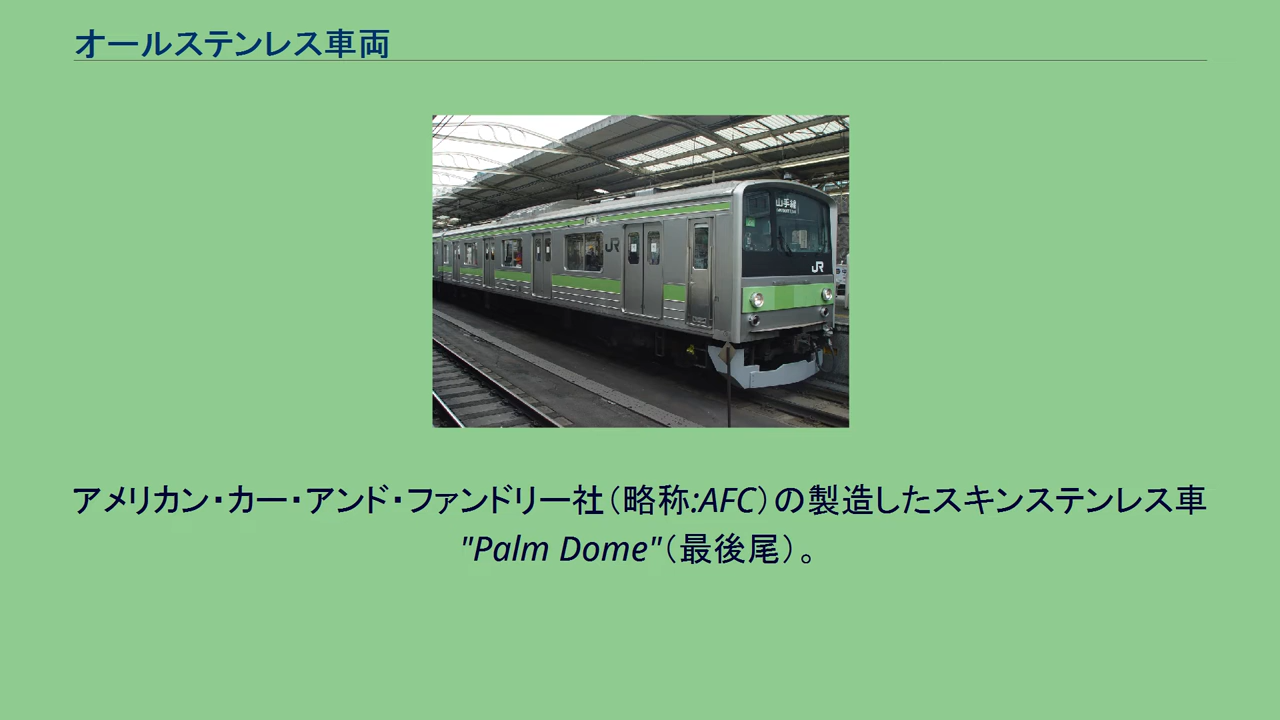 オールステンレス車両
山手線
JR
JR
アメリカン・カー・アンド・ファンドリー社（略称:AFC）の製造したスキンステンレス車
"Palm Dome"（最後尾）。